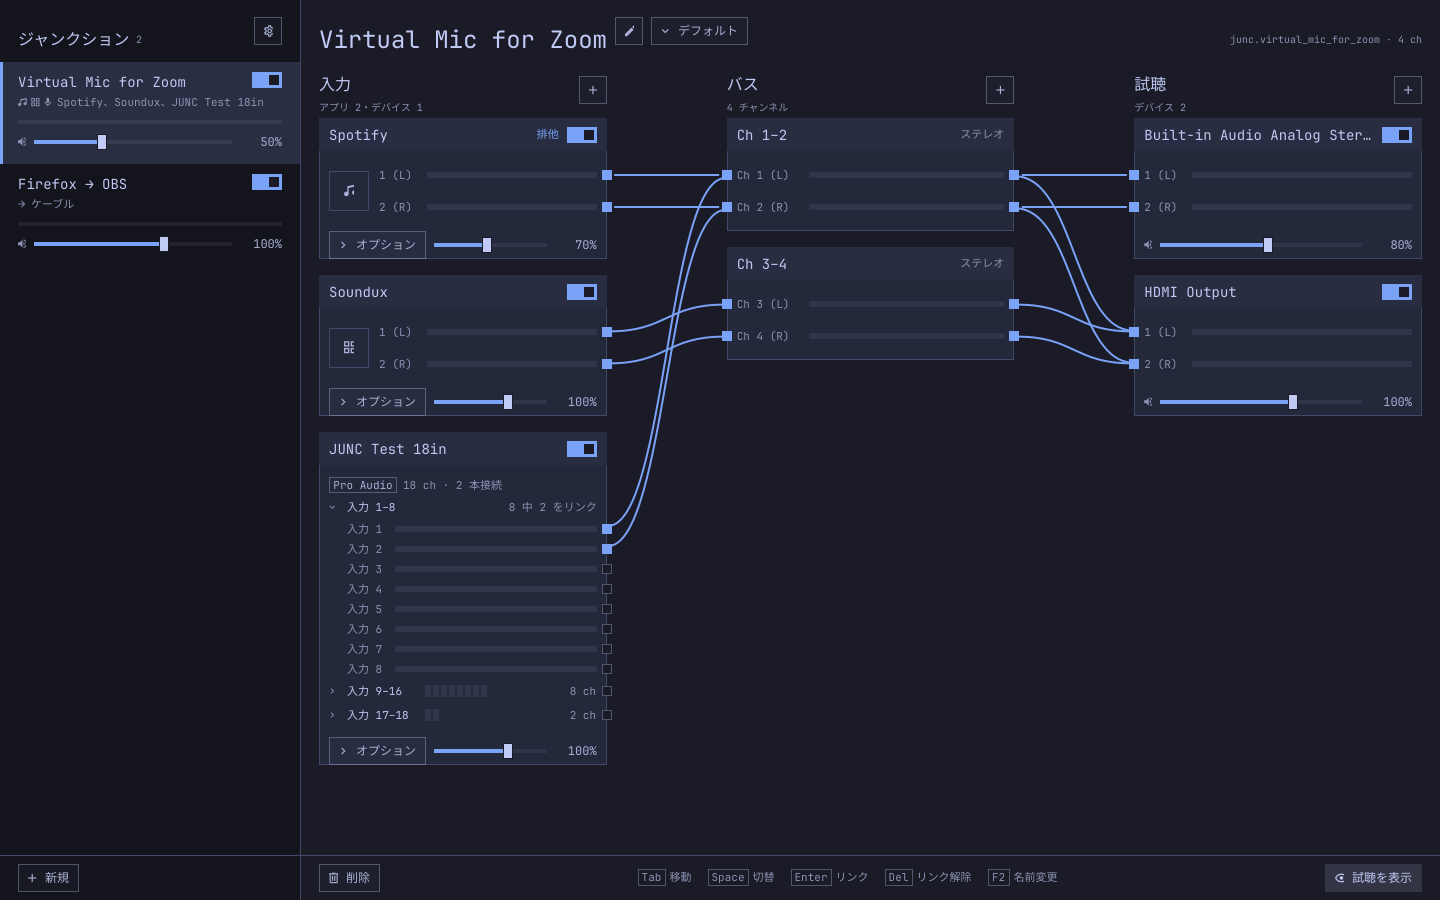 ジャンクション 2
Virtual Mic for Zoom
Spotify、Soundux、JUNC Test 18in
50%
Firefox → OBS
→ ケーブル
100%
新規
Virtual Mic for Zoom
デフォルト
junc.virtual_mic_for_zoom · 4 ch
入力
アプリ 2・デバイス 1
Spotify 排他
1 (L)
2 (R)
オプション 70%
Soundux
1 (L)
2 (R)
オプション 100%
JUNC Test 18in
Pro Audio 18 ch · 2 本接続
入力 1–8 8 中 2 をリンク
入力 1
入力 2
入力 3
入力 4
入力 5
入力 6
入力 7
入力 8
入力 9–16 8 ch
入力 17–18 2 ch
オプション 100%
バス
4 チャンネル
Ch 1–2 ステレオ
Ch 1 (L)
Ch 2 (R)
Ch 3–4 ステレオ
Ch 3 (L)
Ch 4 (R)
試聴
デバイス 2
Built-in Audio Analog Ster…
1 (L)
2 (R)
80%
HDMI Output
1 (L)
2 (R)
100%
削除
Tab 移動 Space 切替 Enter リンク Del リンク解除 F2 名前変更
試聴を表示